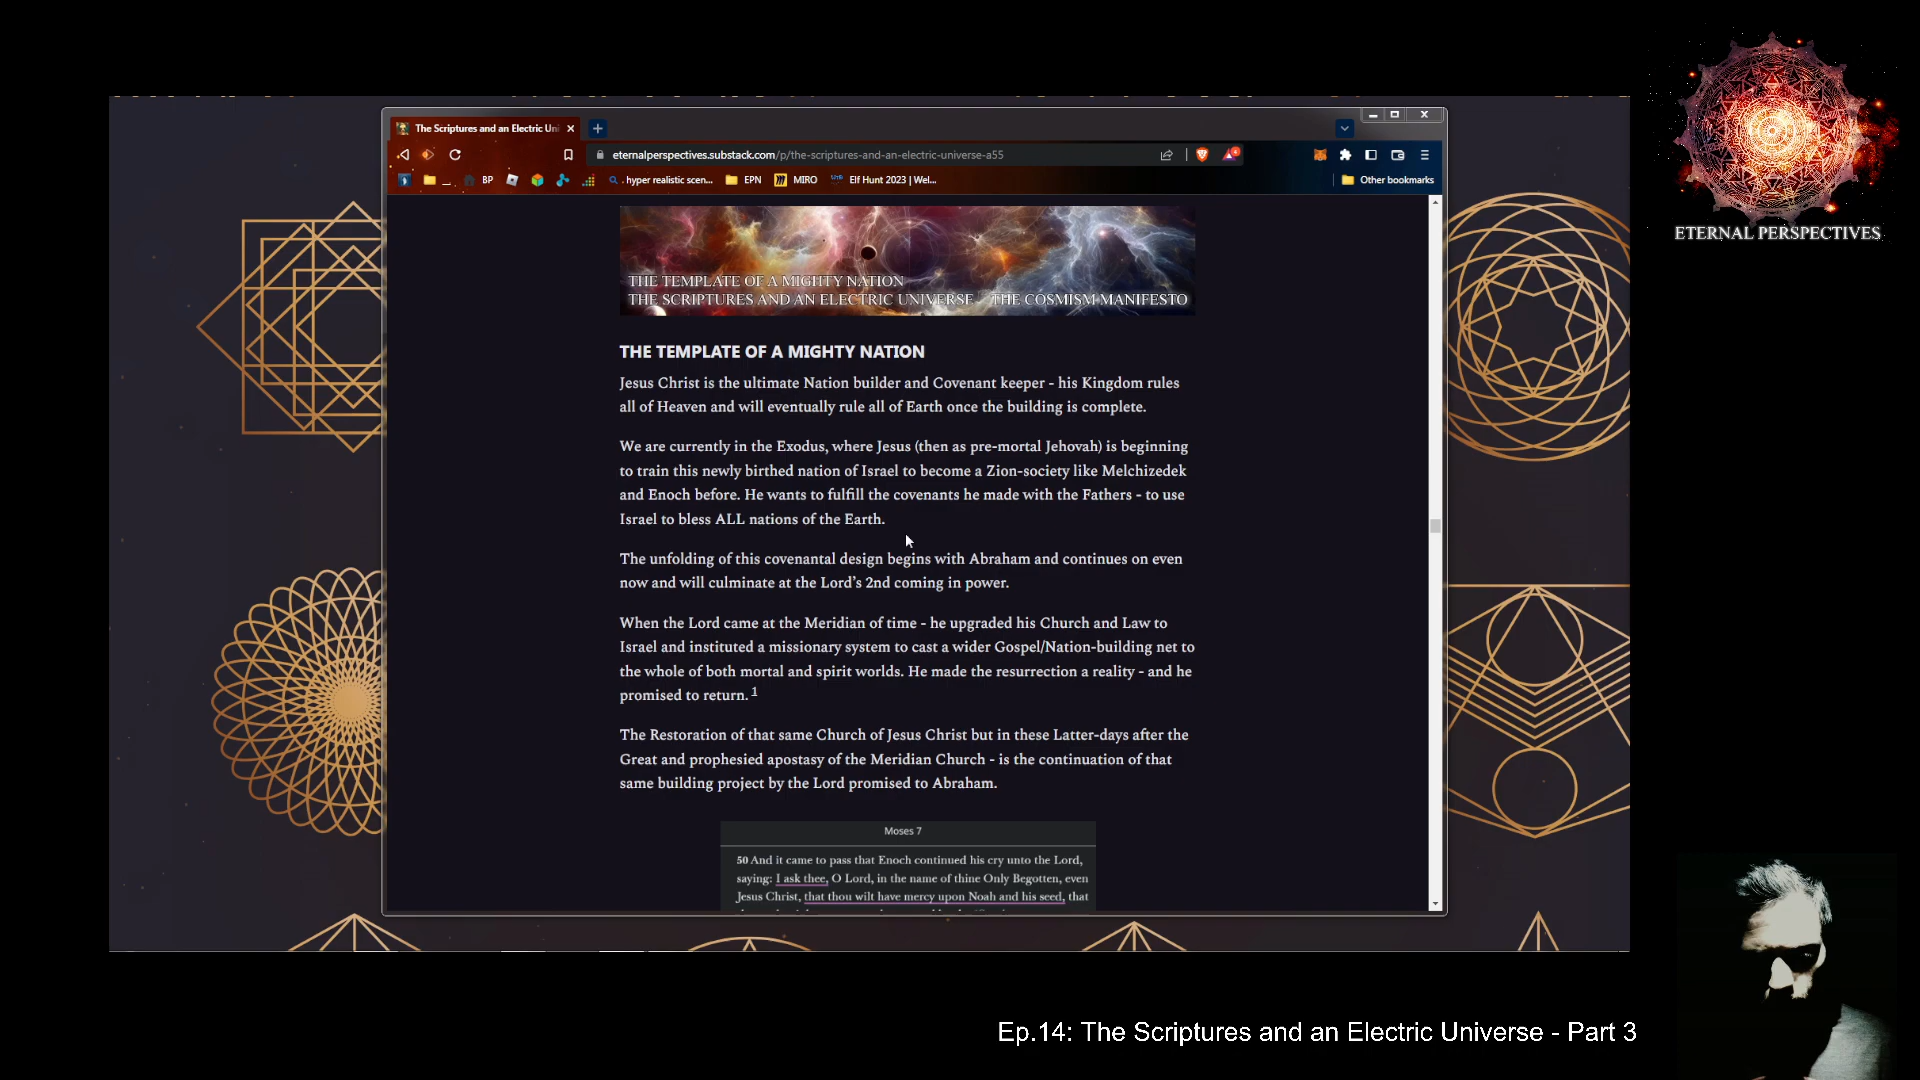 ETERNAL PERSPECTIVES
The Scriptures and an Electric Uni
eternalperspectives.substack.com/p/the-scriptures-and-an-electric-universe-a55
BP
. hyper realistic scen...
EPN
MIRO
Elf Hunt 2023 | Wel...
Other bookmarks
THE TEMPLATE OF A MIGHTY NATION
THE SCRIPTURES AND AN ELECTRIC UNIVERSE - THE COSMISM MANIFESTO
THE TEMPLATE OF A MIGHTY NATION
Jesus Christ is the ultimate Nation builder and Covenant keeper - his Kingdom rules
all of Heaven and will eventually rule all of Earth once the building is complete.
We are currently in the Exodus, where Jesus (then as pre-mortal Jehovah) is beginning
to train this newly birthed nation of Israel to become a Zion-society like Melchizedek
and Enoch before. He wants to fulfill the covenants he made with the Fathers - to use
Israel to bless ALL nations of the Earth.
The unfolding of this covenantal design begins with Abraham and continues on even
now and will culminate at the Lord's 2nd coming in power.
When the Lord came at the Meridian of time - he upgraded his Church and Law to
Israel and instituted a missionary system to cast a wider Gospel/Nation-building net to
the whole of both mortal and spirit worlds. He made the resurrection a reality - and he
promised to return. 1
The Restoration of that same Church of Jesus Christ but in these Latter-days after the
Great and prophesied apostasy of the Meridian Church - is the continuation of that
same building project by the Lord promised to Abraham.
Moses 7
50 And it came to pass that Enoch continued his cry unto the Lord,
saying: I ask thee, O Lord, in the name of thine Only Begotten, even
Jesus Christ, that thou wilt have mercy upon Noah and his seed, that
Ep.14: The Scriptures and an Electric Universe - Part 3